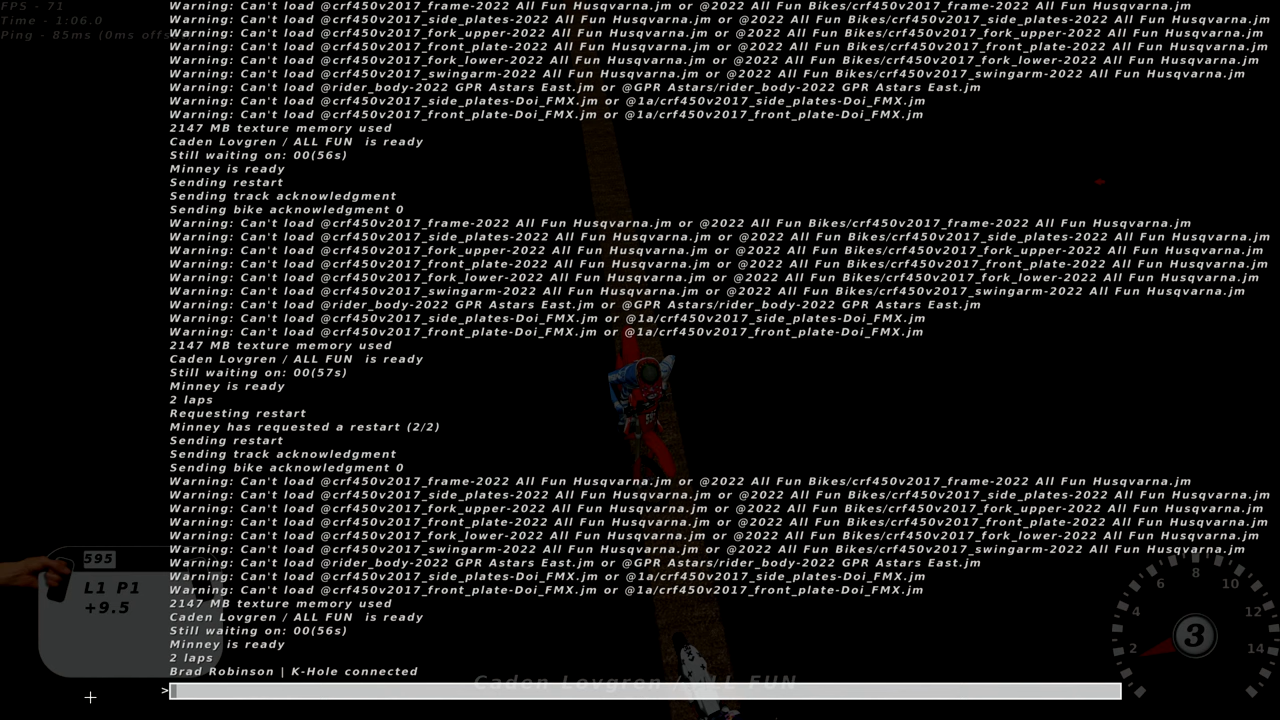 FPS - 71
Time - 1:06.0
Ping - 85ms (0ms offs
Warning: Can't load @crf450v2017_frame-2022 All Fun Husqvarna.jm or @2022 All Fun Bikes/crf450v2017_frame-2022 All Fun Husqvarna.jm
Warning: Can't load @crf450v2017_side_plates-2022 All Fun Husqvarna.jm or @2022 All Fun Bikes/crf450v2017_side_plates-2022 All Fun Husqvarna.jm
Warning: Can't load @crf450v2017_fork_upper-2022 All Fun Husqvarna.jm or @2022 All Fun Bikes/crf450v2017_fork_upper-2022 All Fun Husqvarna.jm
Warning: Can't load @crf450v2017_front_plate-2022 All Fun Husqvarna.jm or @2022 All Fun Bikes/crf450v2017_front_plate-2022 All Fun Husqvarna.jm
Warning: Can't load @crf450v2017_fork_lower-2022 All Fun Husqvarna.jm or @2022 All Fun Bikes/crf450v2017_fork_lower-2022 All Fun Husqvarna.jm
Warning: Can't load @crf450v2017_swingarm-2022 All Fun Husqvarna.jm or @2022 All Fun Bikes/crf450v2017_swingarm-2022 All Fun Husqvarna.jm
Warning: Can't load @rider_body-2022 GPR Astars East.jm or @GPR Astars/rider_body-2022 GPR Astars East.jm
Warning: Can't load @crf450v2017_side_plates-Doi_FMX.jm or @1a/crf450v2017_side_plates-Doi_FMX.jm
Warning: Can't load @crf450v2017_front_plate-Doi_FMX.jm or @1a/crf450v2017_front_plate-Doi_FMX.jm
2147 MB texture memory used
Caden Lovgren / ALL FUN  is ready
Still waiting on: 00(56s)
Minney is ready
Sending restart
Sending track acknowledgment
Sending bike acknowledgment 0
Warning: Can't load @crf450v2017_frame-2022 All Fun Husqvarna.jm or @2022 All Fun Bikes/crf450v2017_frame-2022 All Fun Husqvarna.jm
Warning: Can't load @crf450v2017_side_plates-2022 All Fun Husqvarna.jm or @2022 All Fun Bikes/crf450v2017_side_plates-2022 All Fun Husqvarna.jm
Warning: Can't load @crf450v2017_fork_upper-2022 All Fun Husqvarna.jm or @2022 All Fun Bikes/crf450v2017_fork_upper-2022 All Fun Husqvarna.jm
Warning: Can't load @crf450v2017_front_plate-2022 All Fun Husqvarna.jm or @2022 All Fun Bikes/crf450v2017_front_plate-2022 All Fun Husqvarna.jm
Warning: Can't load @crf450v2017_fork_lower-2022 All Fun Husqvarna.jm or @2022 All Fun Bikes/crf450v2017_fork_lower-2022 All Fun Husqvarna.jm
Warning: Can't load @crf450v2017_swingarm-2022 All Fun Husqvarna.jm or @2022 All Fun Bikes/crf450v2017_swingarm-2022 All Fun Husqvarna.jm
Warning: Can't load @rider_body-2022 GPR Astars East.jm or @GPR Astars/rider_body-2022 GPR Astars East.jm
Warning: Can't load @crf450v2017_side_plates-Doi_FMX.jm or @1a/crf450v2017_side_plates-Doi_FMX.jm
Warning: Can't load @crf450v2017_front_plate-Doi_FMX.jm or @1a/crf450v2017_front_plate-Doi_FMX.jm
2147 MB texture memory used
Caden Lovgren / ALL FUN  is ready
Still waiting on: 00(57s)
Minney is ready
2 laps
Requesting restart
Minney has requested a restart (2/2)
Sending restart
Sending track acknowledgment
Sending bike acknowledgment 0
Warning: Can't load @crf450v2017_frame-2022 All Fun Husqvarna.jm or @2022 All Fun Bikes/crf450v2017_frame-2022 All Fun Husqvarna.jm
Warning: Can't load @crf450v2017_side_plates-2022 All Fun Husqvarna.jm or @2022 All Fun Bikes/crf450v2017_side_plates-2022 All Fun Husqvarna.jm
Warning: Can't load @crf450v2017_fork_upper-2022 All Fun Husqvarna.jm or @2022 All Fun Bikes/crf450v2017_fork_upper-2022 All Fun Husqvarna.jm
Warning: Can't load @crf450v2017_front_plate-2022 All Fun Husqvarna.jm or @2022 All Fun Bikes/crf450v2017_front_plate-2022 All Fun Husqvarna.jm
Warning: Can't load @crf450v2017_fork_lower-2022 All Fun Husqvarna.jm or @2022 All Fun Bikes/crf450v2017_fork_lower-2022 All Fun Husqvarna.jm
Warning: Can't load @crf450v2017_swingarm-2022 All Fun Husqvarna.jm or @2022 All Fun Bikes/crf450v2017_swingarm-2022 All Fun Husqvarna.jm
Warning: Can't load @rider_body-2022 GPR Astars East.jm or @GPR Astars/rider_body-2022 GPR Astars East.jm
Warning: Can't load @crf450v2017_side_plates-Doi_FMX.jm or @1a/crf450v2017_side_plates-Doi_FMX.jm
Warning: Can't load @crf450v2017_front_plate-Doi_FMX.jm or @1a/crf450v2017_front_plate-Doi_FMX.jm
2147 MB texture memory used
Caden Lovgren / ALL FUN  is ready
Still waiting on: 00(56s)
Minney is ready
2 laps
Brad Robinson | K-Hole connected
>
595
L1 P1
+9.5
Caden Lovgren / ALL FUN
2 4 6 8 10 12 14
3